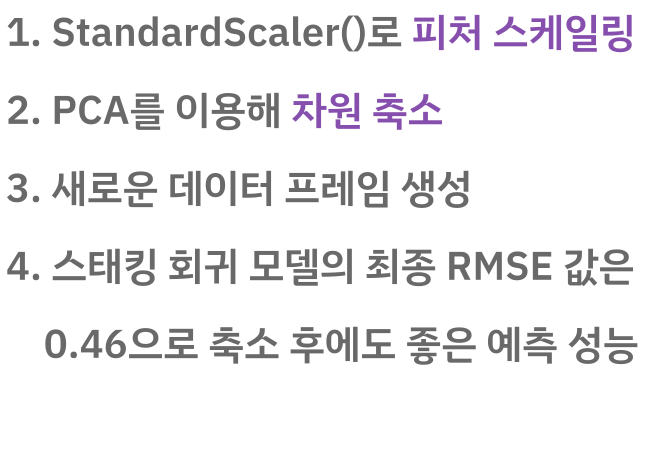 1. StandardScaler()로 피처 스케일링
2. PCA를 이용해 차원 축소
3. 새로운 데이터 프레임 생성
4. 스태킹 회귀 모델의 최종 RMSE 값은
0.46으로 축소 후에도 좋은 예측 성능